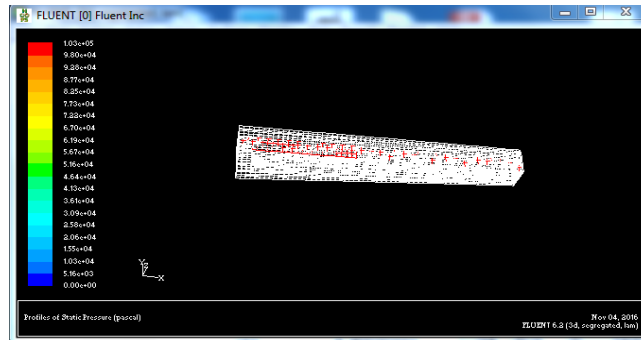 FLUENT [0] Fluent Inc
1.03e+05
9.80e+04
9.28e+04
8.77e+04
8.25e+04
7.73e+04
7.22e+04
6.70e+04
6.19e+04
5.67e+04
5.16e+04
4.64e+04
4.13e+04
3.61e+04
3.09e+04
2.58e+04
2.06e+04
1.55e+04
1.03e+04
5.16e+03
0.00e+00
Y
Z
X
Profiles of Static Pressure (pascal)
Nov 04, 2016
FLUENT 6.2 (3d, segregated, lam)